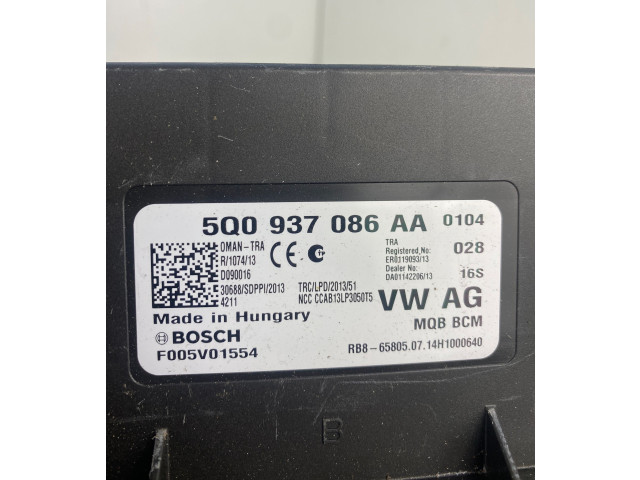 5Q0 937 086 AA 0104
OMAN-TRA
R/1074/13
D090016
CE
TRA
Registered.No:
ER0119093/13
Dealer No:
DA01142206/13
028
16S
30688/SDPPI/2013
4211
TRC/LPD/2013/51
NCC CCAB13LP3050T5
VW AG
Made in Hungary
MQB BCM
BOSCH
F005V01554
RB8-65805.07.14H1000640
B